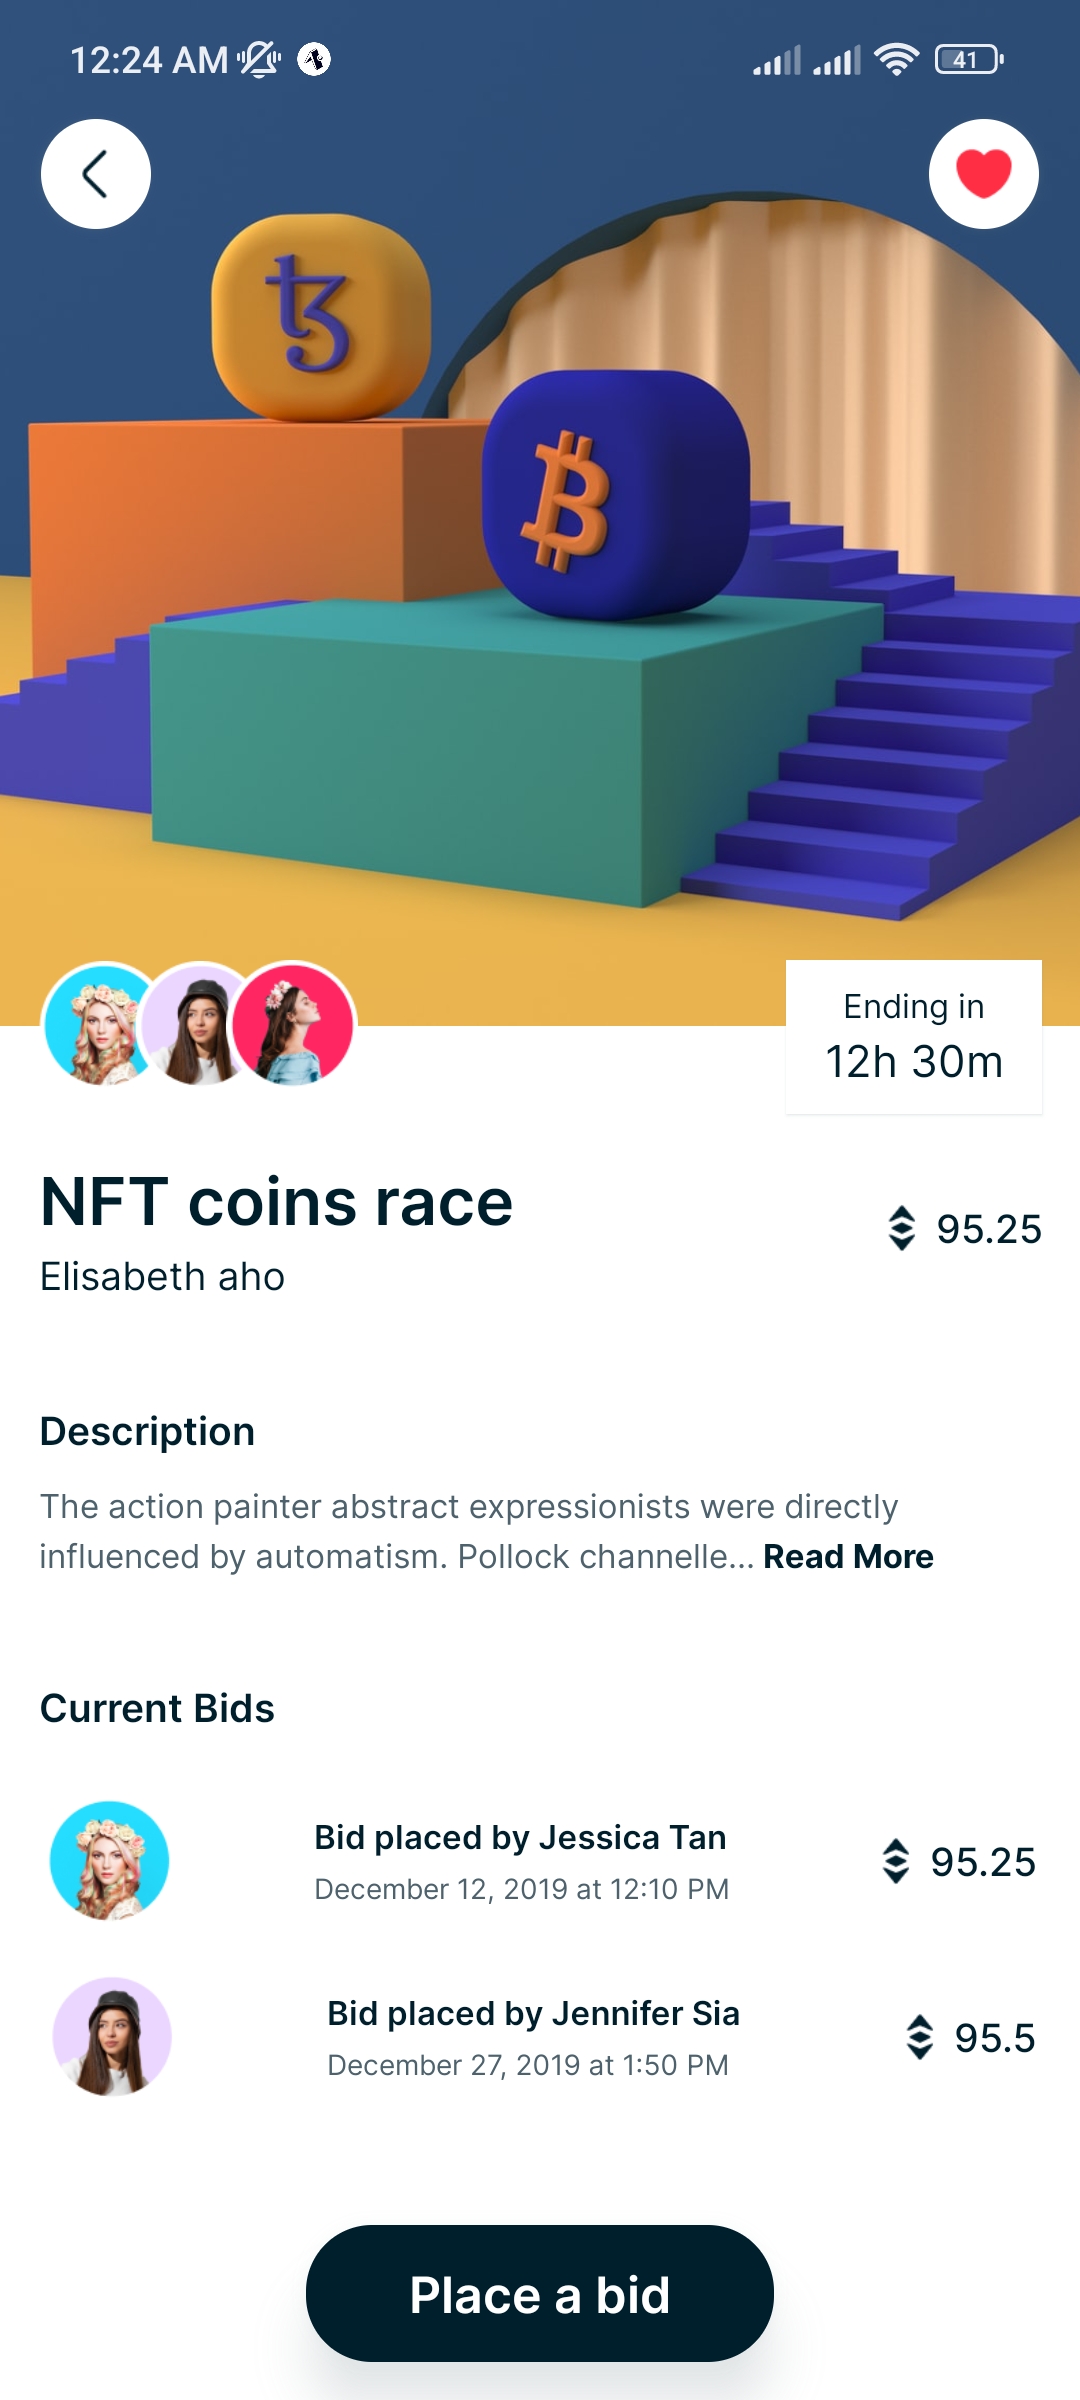 12:24 AM
41
Ending in
12h 30m
NFT coins race
95.25
Elisabeth aho
Description
The action painter abstract expressionists were directly
influenced by automatism. Pollock channelle... Read More
Current Bids
Bid placed by Jessica Tan
95.25
December 12, 2019 at 12:10 PM
Bid placed by Jennifer Sia
95.5
December 27, 2019 at 1:50 PM
Place a bid